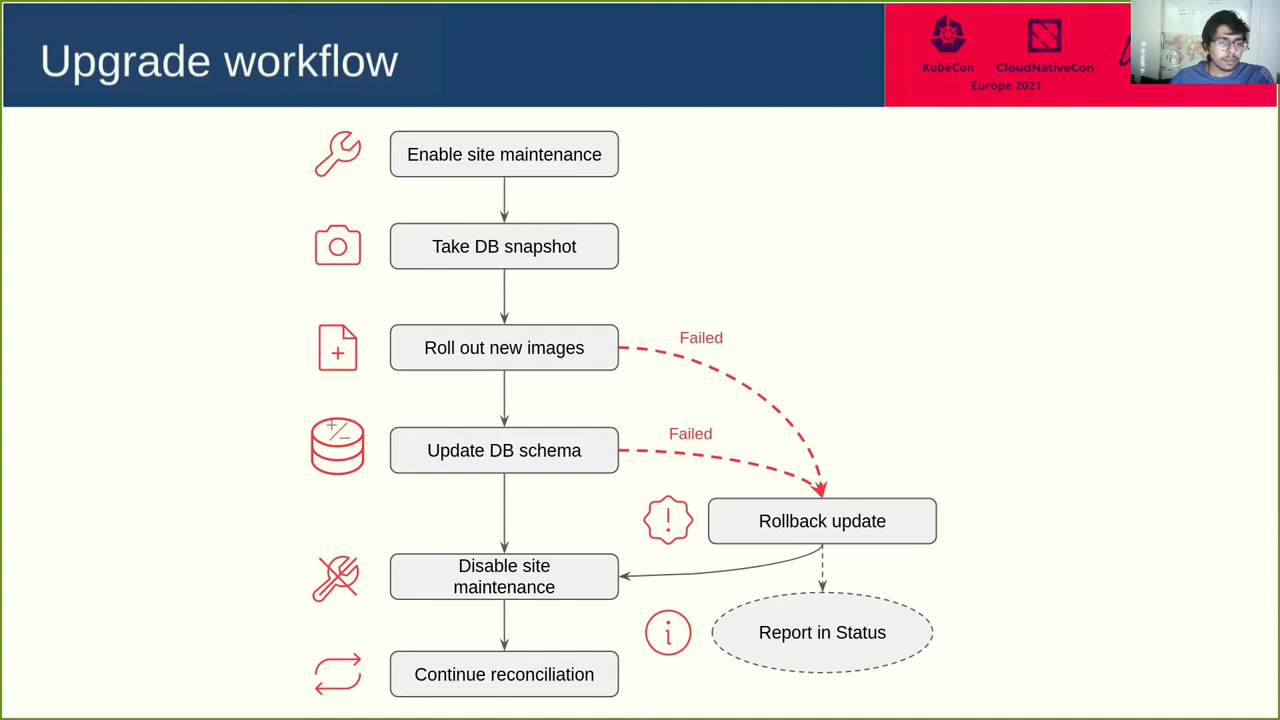 Upgrade workflow
KubeCon
CloudNativeCon
Europe 2021
Enable site maintenance
Take DB snapshot
Roll out new images
Failed
Update DB schema
Failed
Rollback update
Disable site
maintenance
Report in Status
Continue reconciliation